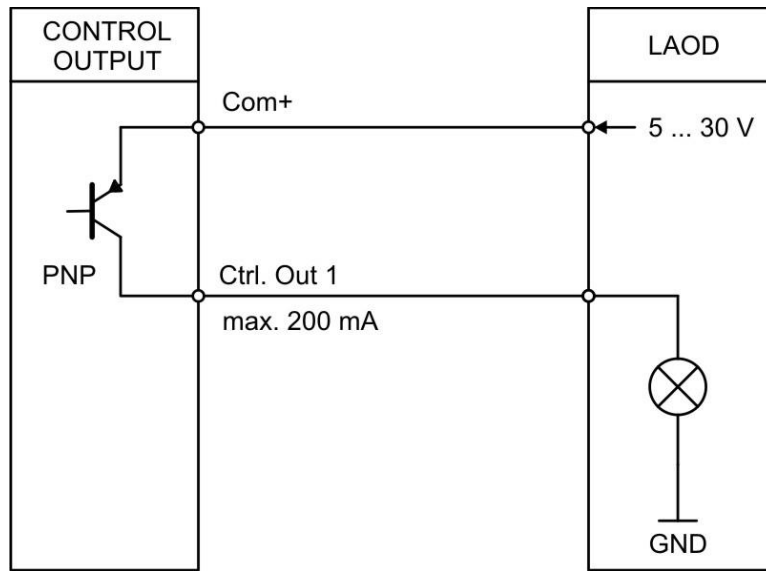 CONTROL
OUTPUT
LAOD
Com+
5 ... 30 V
PNP
Ctrl. Out 1
max. 200 mA
GND